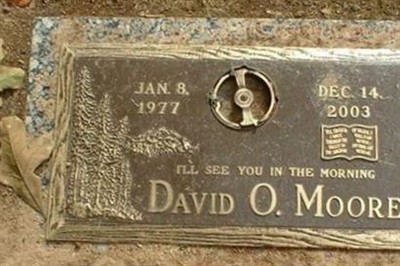 JAN. 8, 1977
DEC. 14, 2003
I'LL SEE YOU IN THE MORNING
DAVID O. MOORE